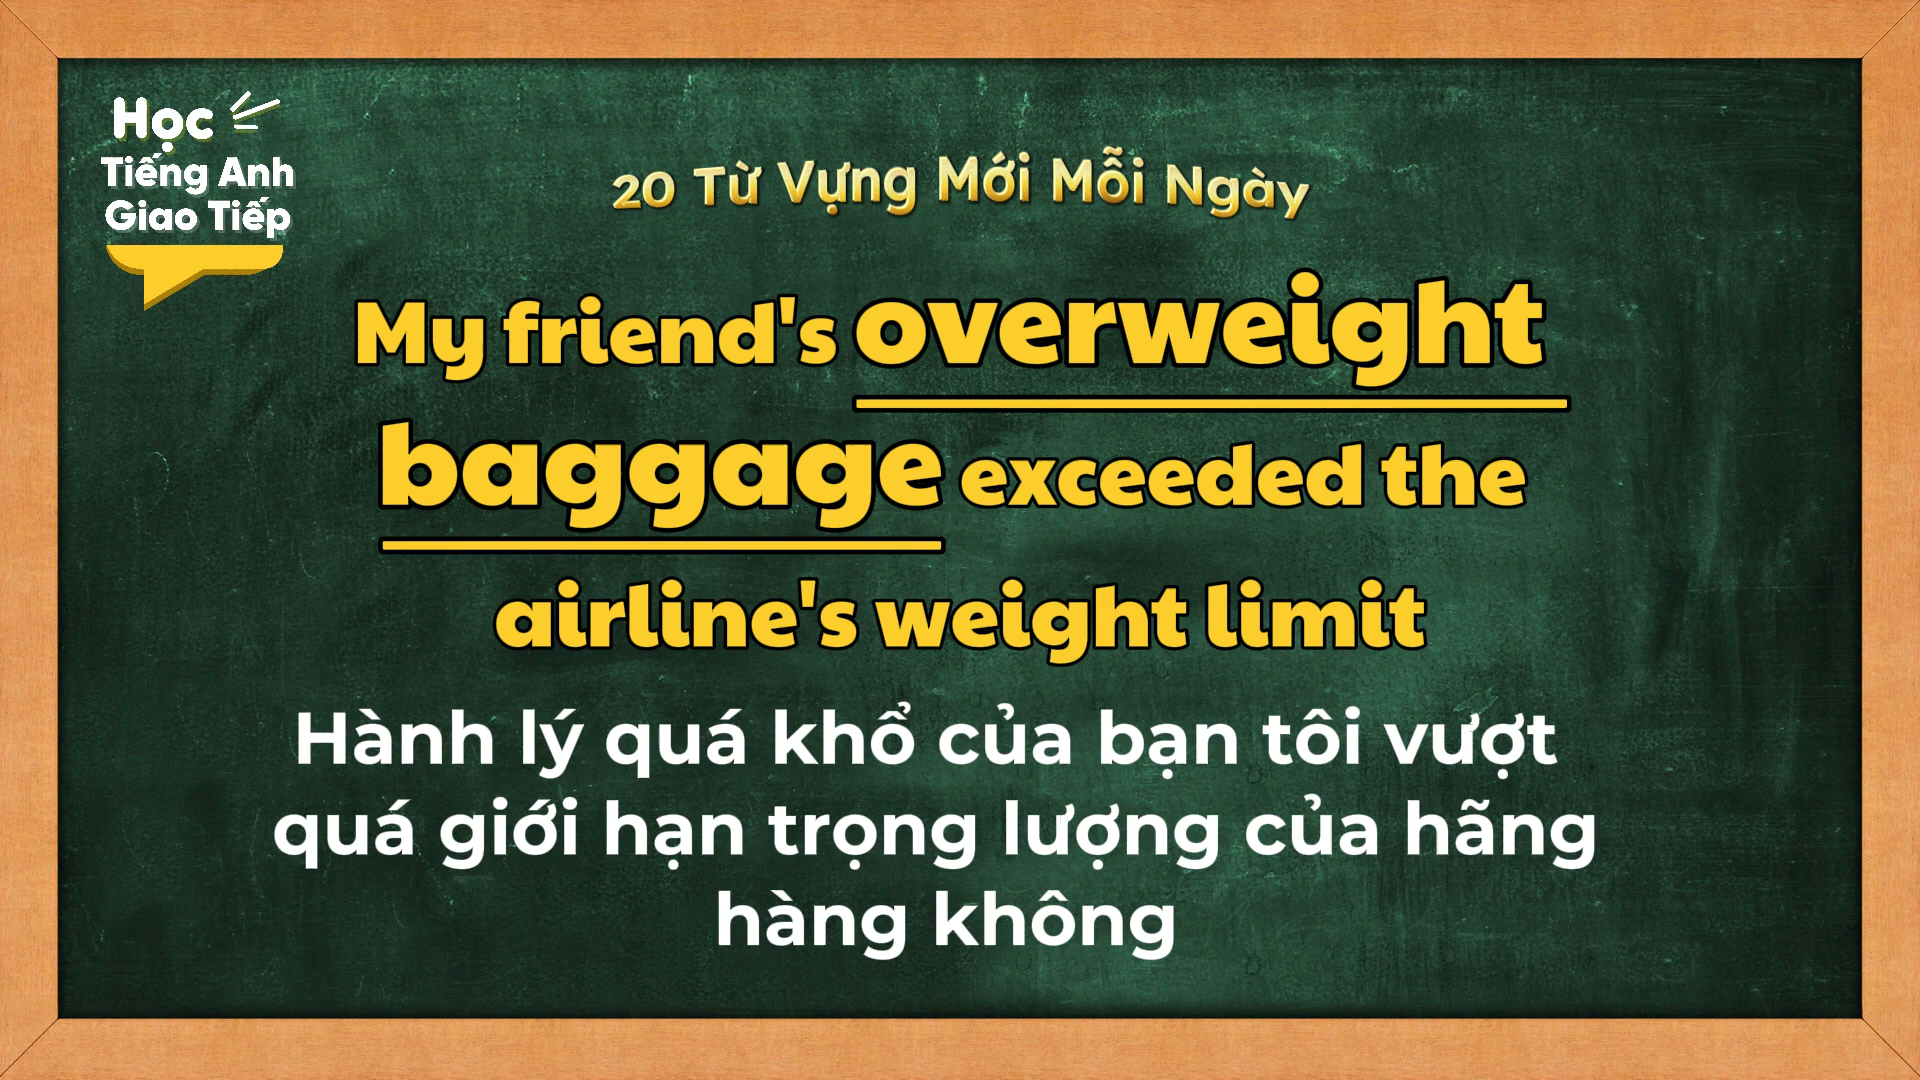 Học
Tiếng Anh
Giao Tiếp
20 Từ Vựng Mới Mỗi Ngày
My friend's overweight
baggage exceeded the
airline's weight limit
Hành lý quá khổ của bạn tôi vượt
quá giới hạn trọng lượng của hãng
hàng không